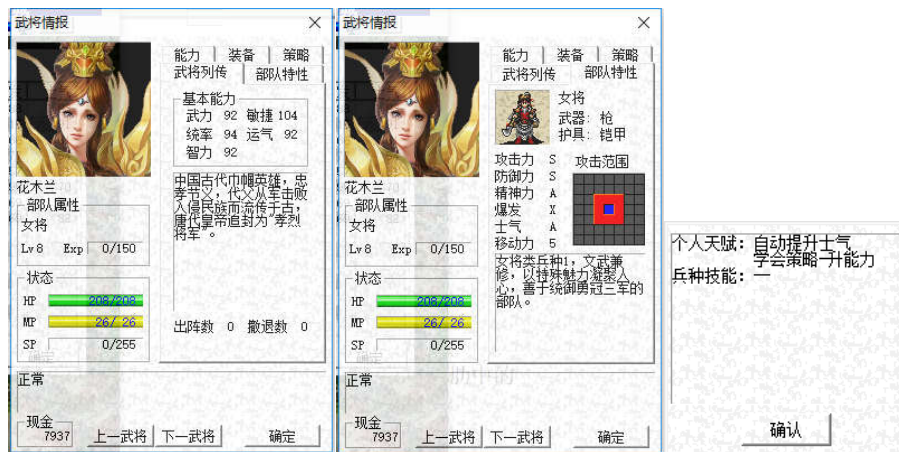 武将情报
能力 装备 策略
武将列传 部队特性
基本能力
武力 92 敏捷 104
统率 94 运气 92
智力 92
中国古代巾帼英雄，忠
孝节义，代父从军击败
入侵民族而流传于古，
唐代皇帝追封为"孝烈
将军"。
出阵数 0 撤退数 0
花木兰
部队属性
女将
Lv 8 Exp 0/150
状态
HP 208/208
MP 26/ 26
SP 0/255
正常
现金
7937
上一武将 下一武将 确定
武将情报
能力 装备 策略
武将列传 部队特性
女将
武器：枪
护具：铠甲
攻击力 S 攻击范围
防御力 S
精神力 A
爆发 X
士气 A
移动力 5
女将类兵种1，文武兼
修，以特殊魅力凝聚人
心，善于统御勇冠三军的
部队。
花木兰
部队属性
女将
Lv 8 Exp 0/150
状态
HP 208/208
MP 26/ 26
SP 0/255
正常
现金
7937
上一武将 下一武将 确定
个人天赋：自动提升士气
学会策略-升能力
兵种技能：一
确认